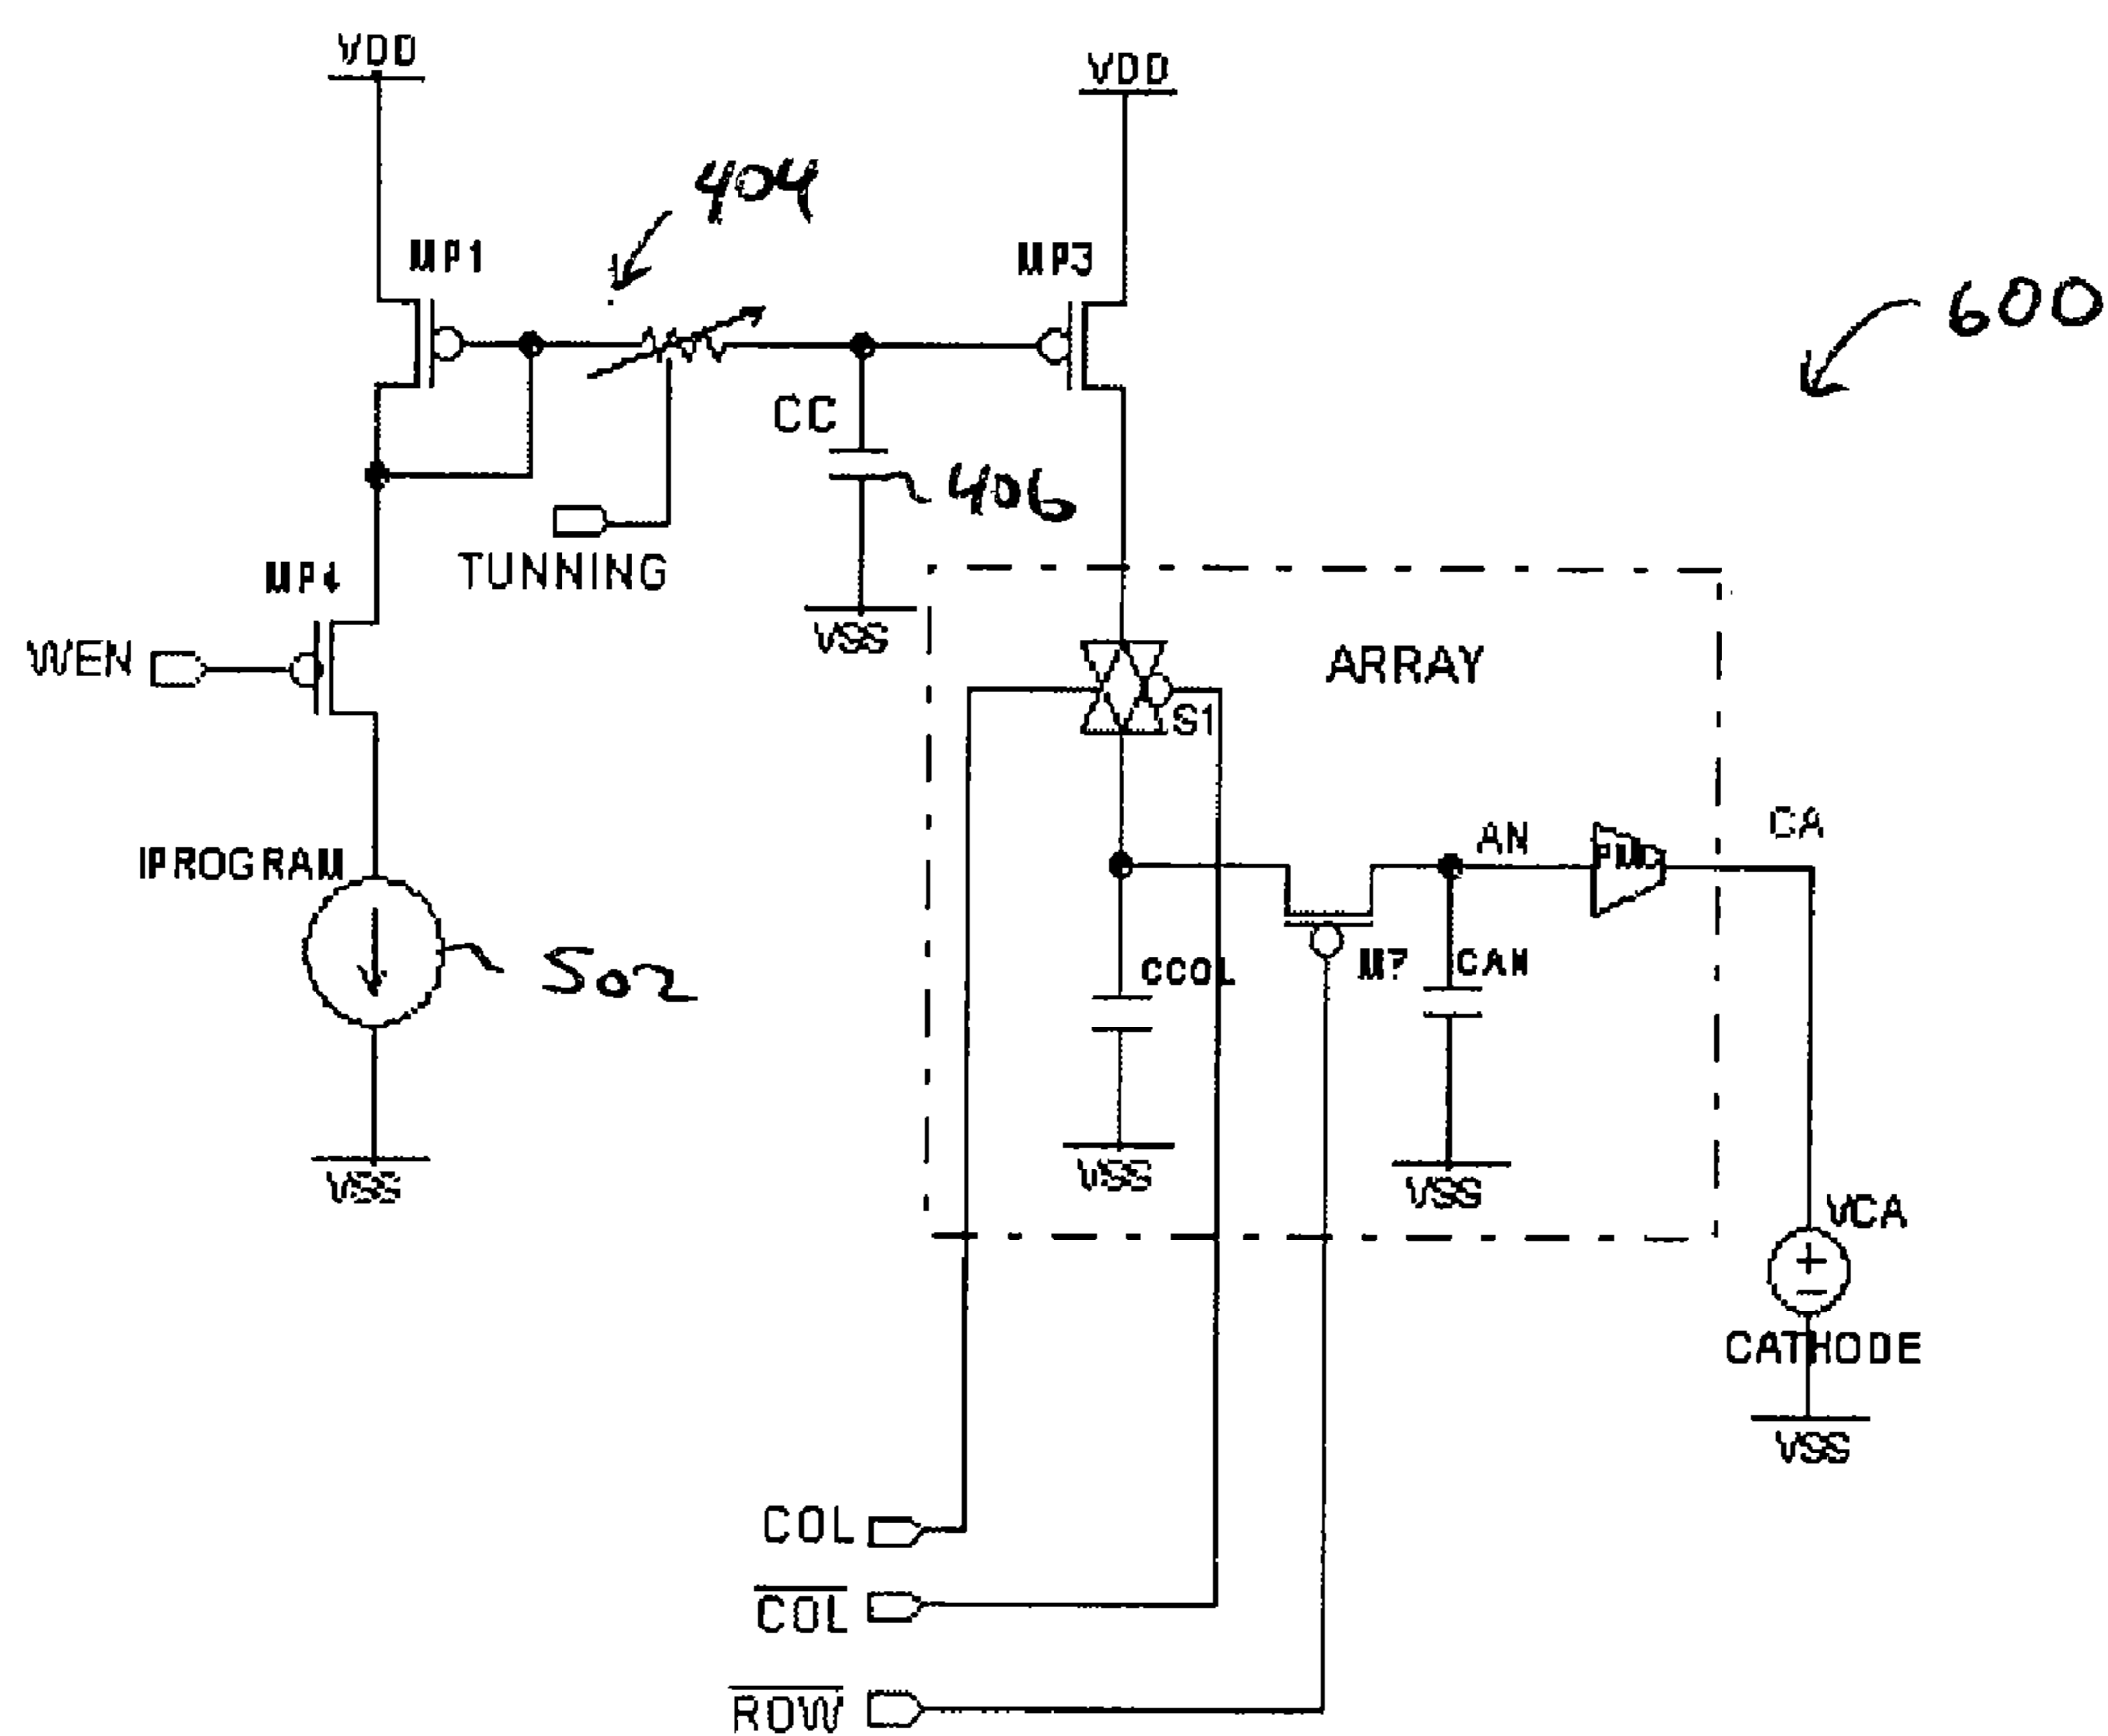 VDD
VDD
404
MP1
MP3
600
CC
406
TUNNING
MP4
VSS
WEN
ARRAY
S1
IPROGRAM
AN
CA
502
CCOL
M?
CAN
VSS
VSS
VSS
VCA
+
−
CATHODE
VSS
COL
COL
ROW